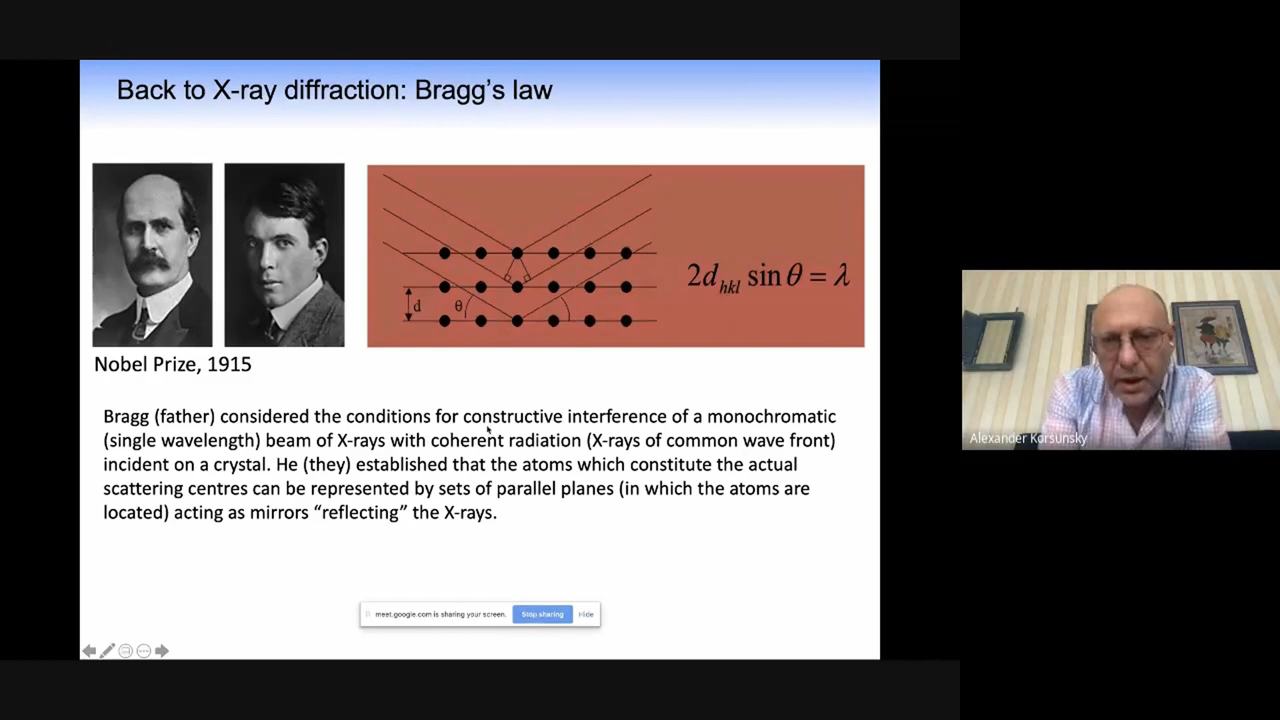 Back to X-ray diffraction: Bragg's law
d
θ
2d_hkl sin θ = λ
Nobel Prize, 1915
Bragg (father) considered the conditions for constructive interference of a monochromatic
(single wavelength) beam of X-rays with coherent radiation (X-rays of common wave front)
incident on a crystal. He (they) established that the atoms which constitute the actual
scattering centres can be represented by sets of parallel planes (in which the atoms are
located) acting as mirrors “reflecting” the X-rays.
meet.google.com is sharing your screen. Stop sharing Hide
Alexander Korsunsky